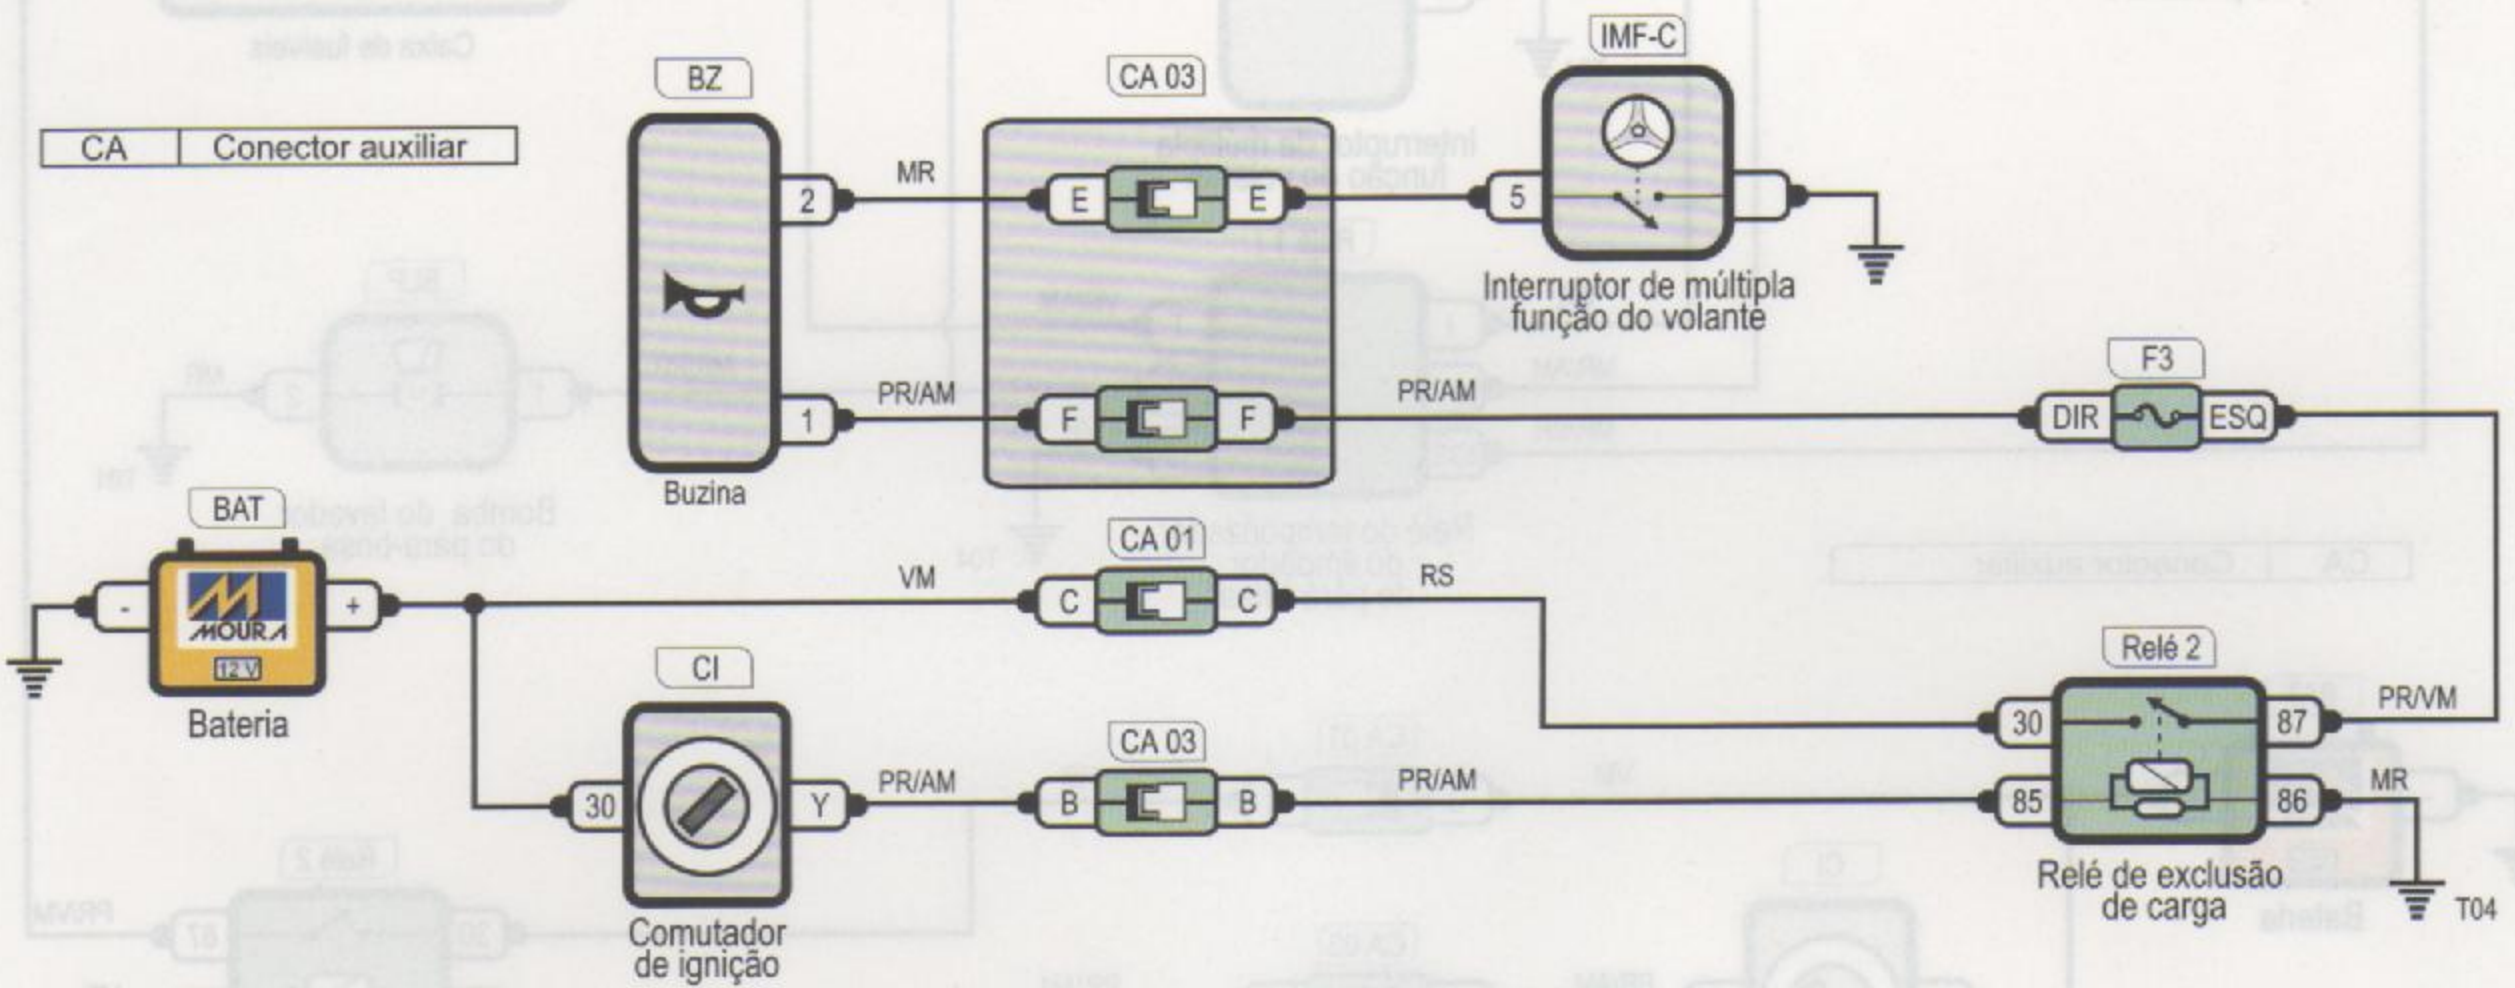 IMF-C
BZ
CA 03
CA
Conector auxiliar
2
MR
E
E
5
Interruptor de múltipla
função do volante
F3
1
PR/AM
F
F
PR/AM
DIR
ESQ
Buzina
BAT
CA 01
-
+
VM
C
C
RS
MOURA
12 V
Bateria
CI
Relé 2
CA 03
30
87
PR/VM
30
Y
PR/AM
B
B
PR/AM
85
86
MR
Relé de exclusão
de carga
T04
Comutador
de ignição